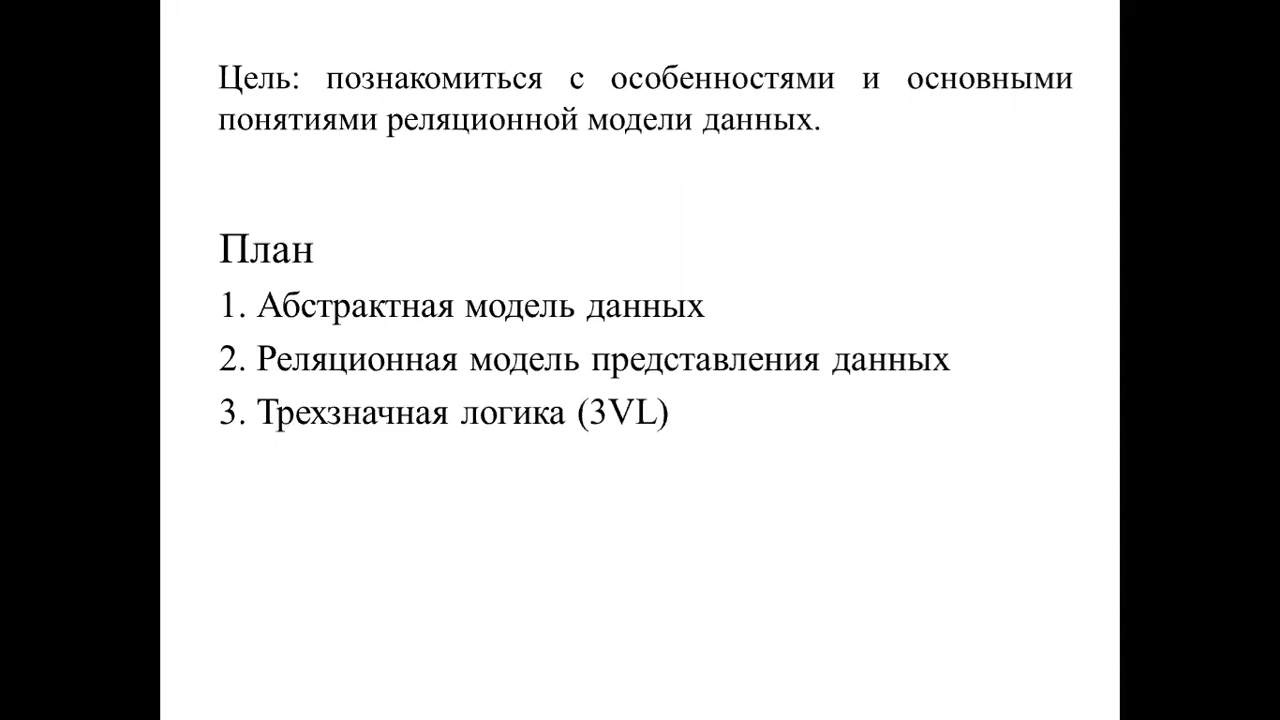 Цель: познакомиться с особенностями и основными
понятиями реляционной модели данных.
План
1. Абстрактная модель данных
2. Реляционная модель представления данных
3. Трехзначная логика (3VL)